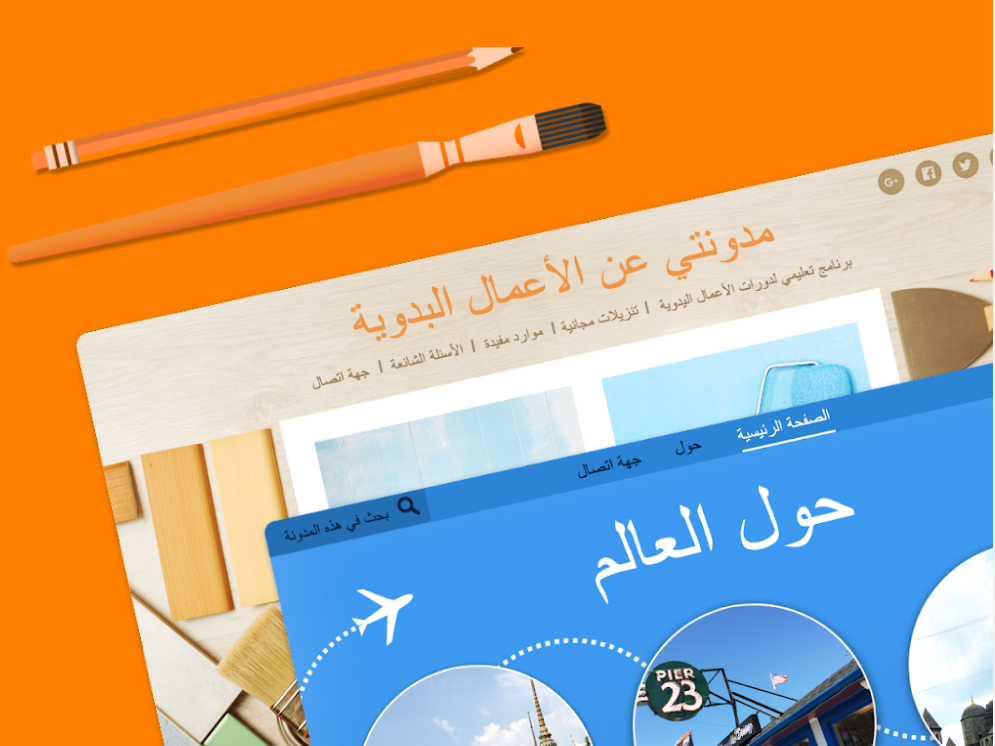 مدونتي عن الأعمال البدوية
برنامج تعليمي لدورات الأعمال اليدوية | تنزيلات مجانية | موارد مفيدة | الأسئلة الشائعة | جهة اتصال
الصفحة الرئيسية حول جهة اتصال
بحث في هذه المدونة
حول العالم
PIER
23